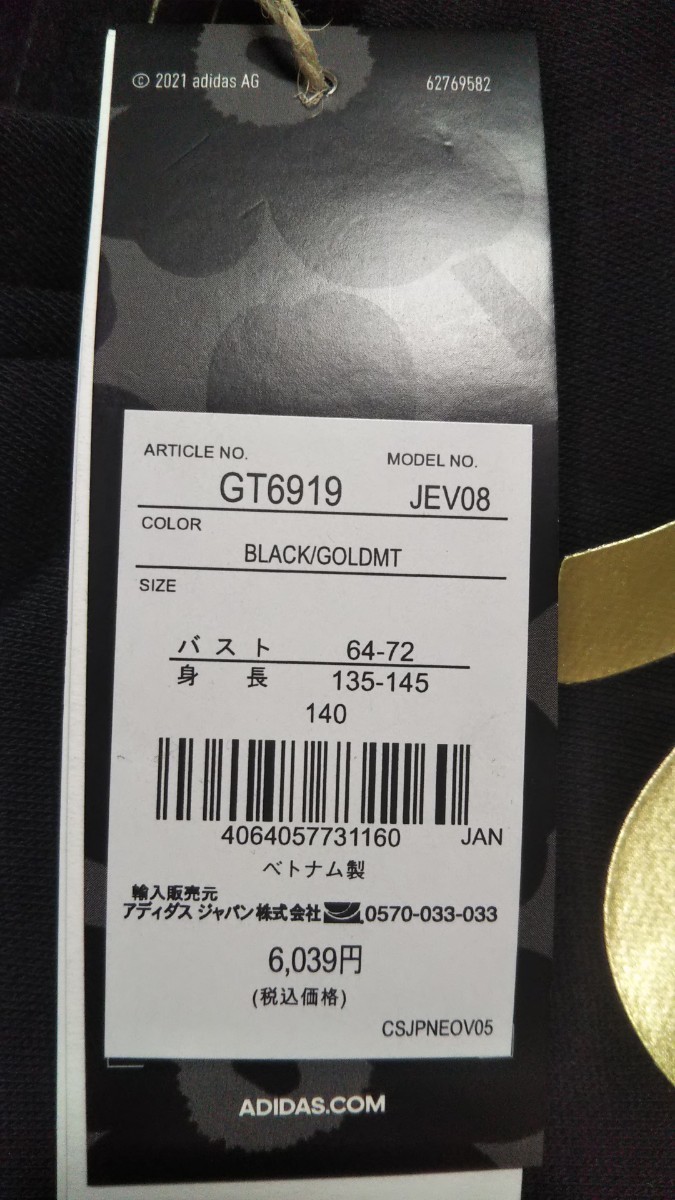 © 2021 adidas AG 62769582
ARTICLE NO. MODEL NO.
GT6919 JEV08
COLOR
BLACK/GOLDMT
SIZE
バスト 64-72
身長 135-145
140
4064057731160 JAN
ベトナム製
輸入販売元
アディダス ジャパン株式会社 0570-033-033
6,039円
(税込価格)
CSJPNEOV05
ADIDAS.COM